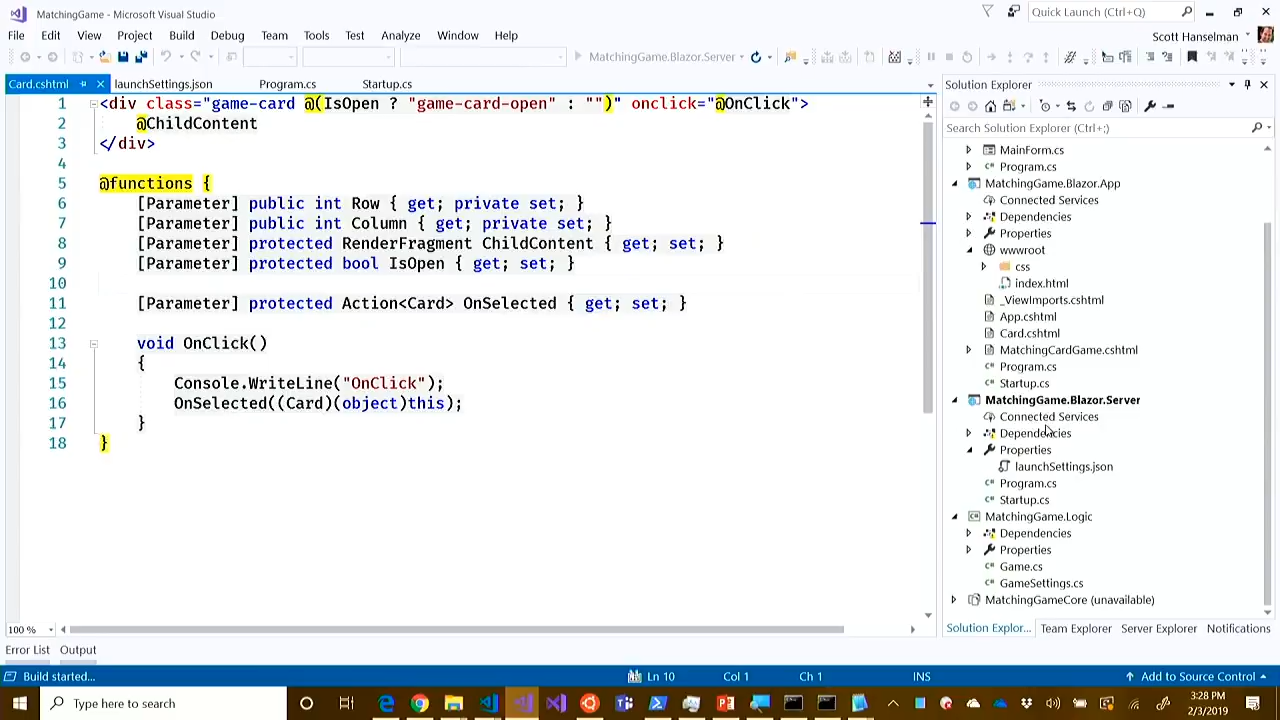 MatchingGame - Microsoft Visual Studio
Quick Launch (Ctrl+Q)
File Edit View Project Build Debug Team Tools Test Analyze Window Help
Scott Hanselman
MatchingGame.Blazor.Server
Card.cshtml launchSettings.json Program.cs Startup.cs
1 <div class="game-card @(IsOpen ? "game-card-open" : "")" onclick="@OnClick">
2 @ChildContent
3 </div>
4
5 @functions {
6 [Parameter] public int Row { get; private set; }
7 [Parameter] public int Column { get; private set; }
8 [Parameter] protected RenderFragment ChildContent { get; set; }
9 [Parameter] protected bool IsOpen { get; set; }
10
11 [Parameter] protected Action<Card> OnSelected { get; set; }
12
13 void OnClick()
14 {
15 Console.WriteLine("OnClick");
16 OnSelected((Card)(object)this);
17 }
18 }
100 %
Solution Explorer
Search Solution Explorer (Ctrl+;)
MainForm.cs
C# Program.cs
MatchingGame.Blazor.App
Connected Services
Dependencies
Properties
wwwroot
css
index.html
_ViewImports.cshtml
App.cshtml
Card.cshtml
MatchingCardGame.cshtml
C# Program.cs
C# Startup.cs
MatchingGame.Blazor.Server
Connected Services
Dependencies
Properties
launchSettings.json
C# Program.cs
C# Startup.cs
C# MatchingGame.Logic
Dependencies
Properties
C# Game.cs
C# GameSettings.cs
MatchingGameCore (unavailable)
Solution Explor... Team Explorer Server Explorer Notifications
Error List Output
Build started... Ln 10 Col 1 Ch 1 INS Add to Source Control
Type here to search
3:28 PM
2/3/2019